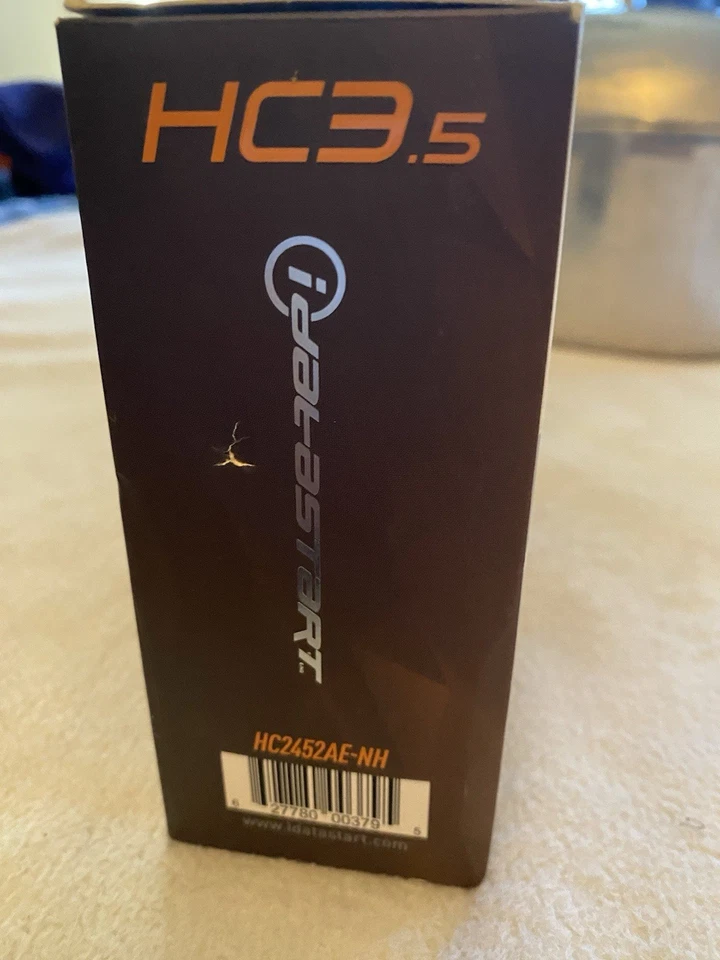 HC3.5
idatastart
HC2452AE-NH
6 27780 00379 5
www.idatastart.com